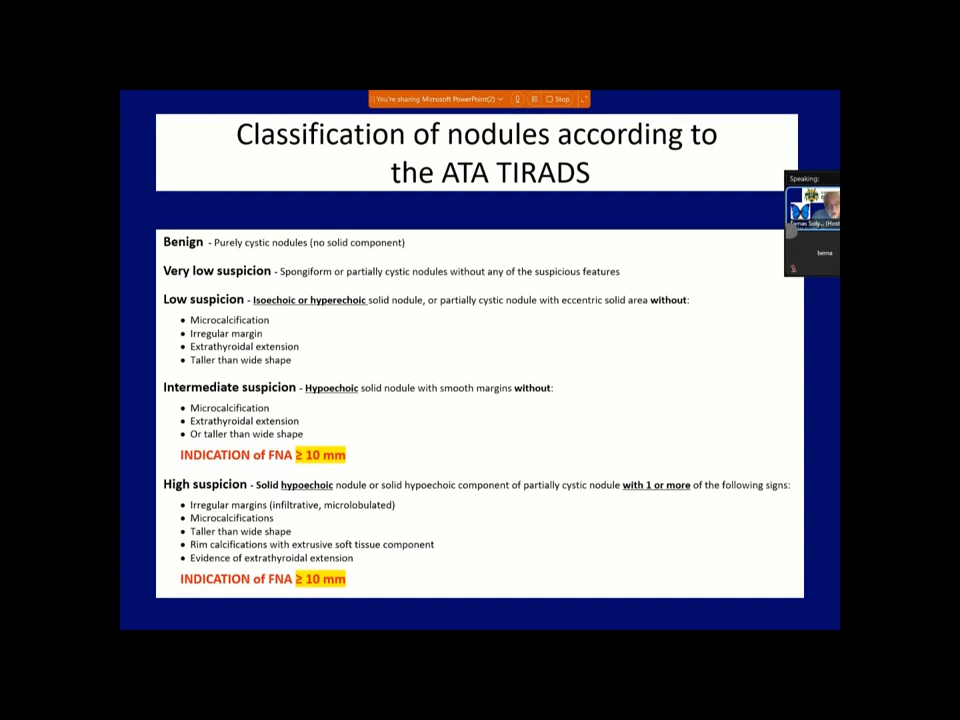 You're sharing Microsoft PowerPoint(2)
Stop
Classification of nodules according to
the ATA TIRADS
Speaking:
Tamas Soly... (Host
berna
Benign - Purely cystic nodules (no solid component)
Very low suspicion - Spongiform or partially cystic nodules without any of the suspicious features
Low suspicion - Isoechoic or hyperechoic solid nodule, or partially cystic nodule with eccentric solid area without:
• Microcalcification
• Irregular margin
• Extrathyroidal extension
• Taller than wide shape
Intermediate suspicion - Hypoechoic solid nodule with smooth margins without:
• Microcalcification
• Extrathyroidal extension
• Or taller than wide shape
INDICATION of FNA ≥ 10 mm
High suspicion - Solid hypoechoic nodule or solid hypoechoic component of partially cystic nodule with 1 or more of the following signs:
• Irregular margins (infiltrative, microlobulated)
• Microcalcifications
• Taller than wide shape
• Rim calcifications with extrusive soft tissue component
• Evidence of extrathyroidal extension
INDICATION of FNA ≥ 10 mm